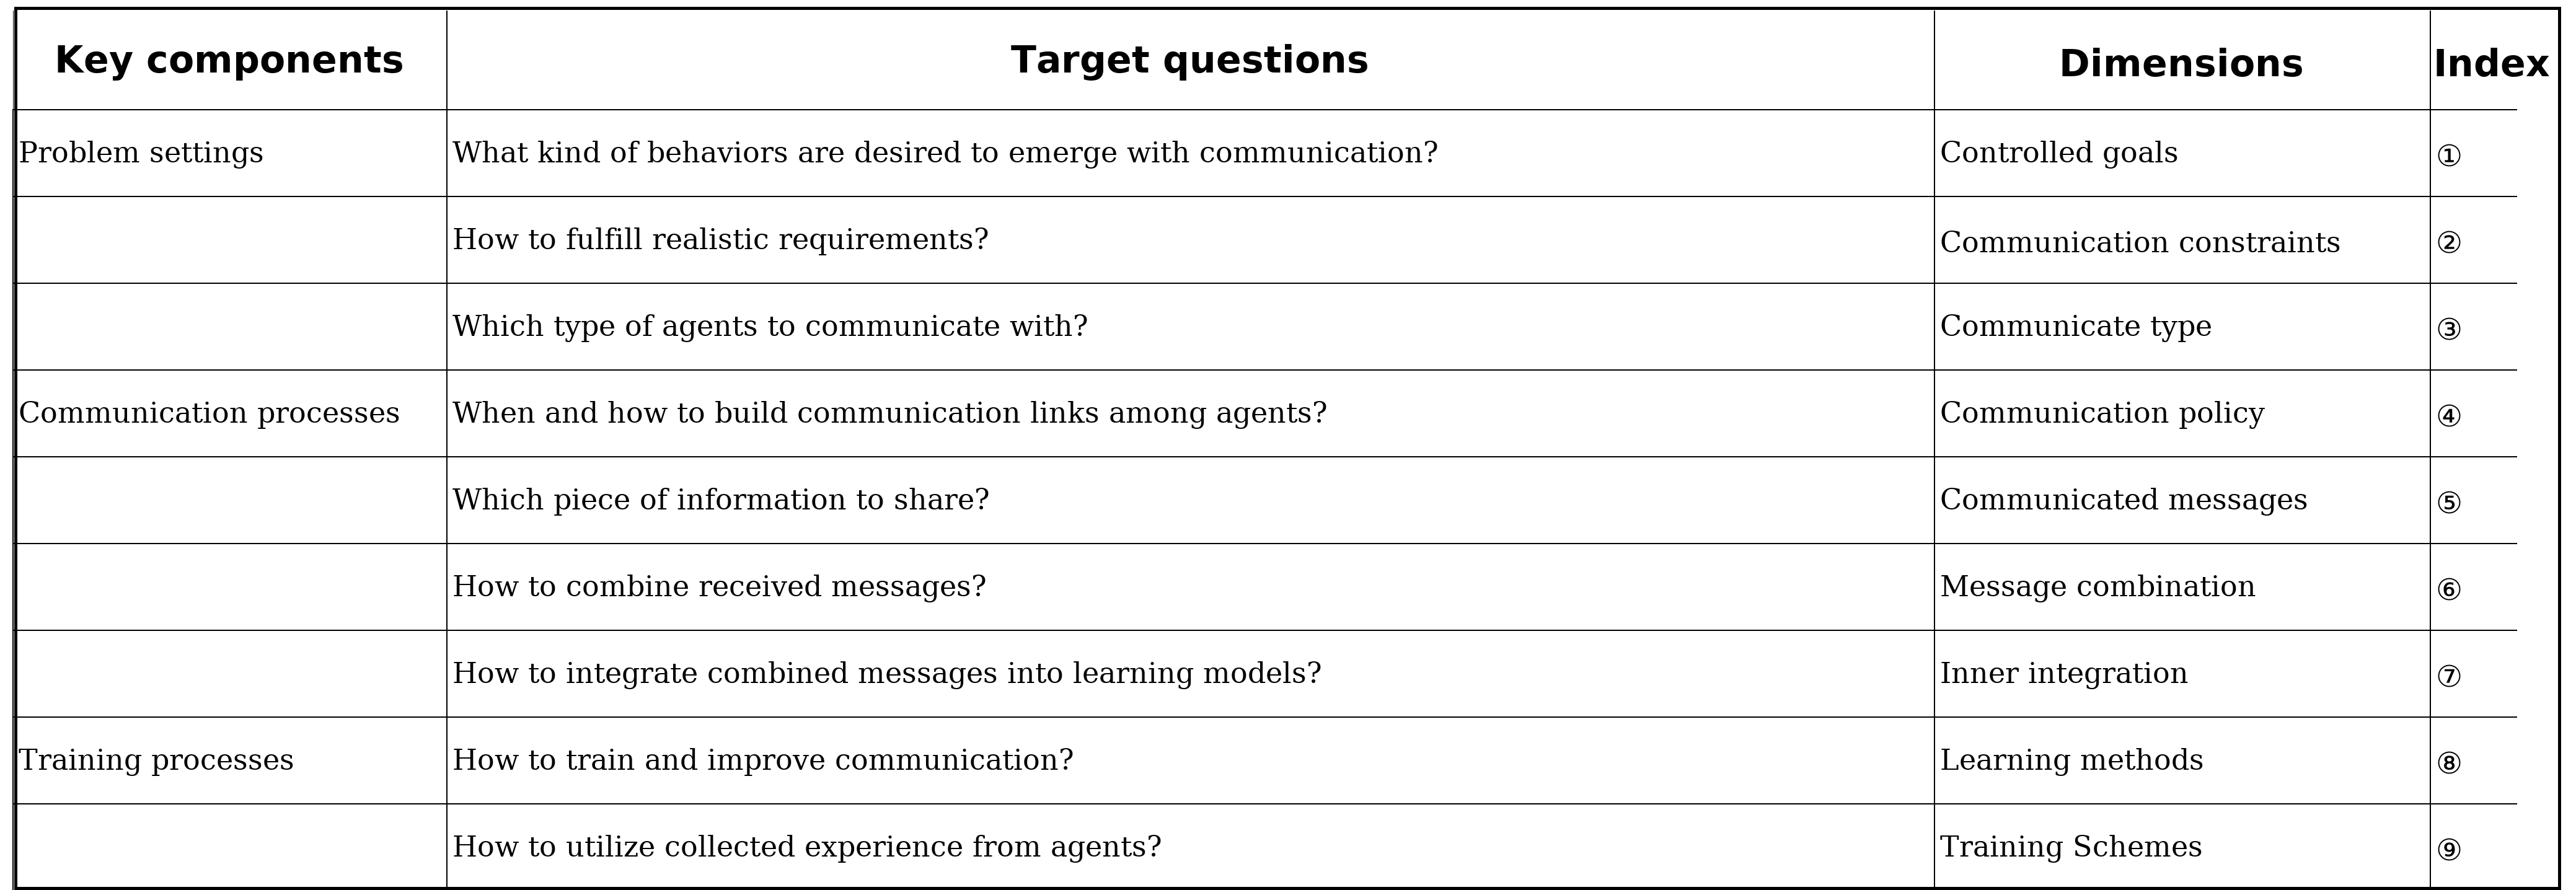 Key components Target questions Dimensions Index
Problem settings What kind of behaviors are desired to emerge with communication? Controlled goals ①
How to fulfill realistic requirements? Communication constraints ②
Which type of agents to communicate with? Communicate type ③
Communication processes When and how to build communication links among agents? Communication policy ④
Which piece of information to share? Communicated messages ⑤
How to combine received messages? Message combination ⑥
How to integrate combined messages into learning models? Inner integration ⑦
Training processes How to train and improve communication? Learning methods ⑧
How to utilize collected experience from agents? Training Schemes ⑨